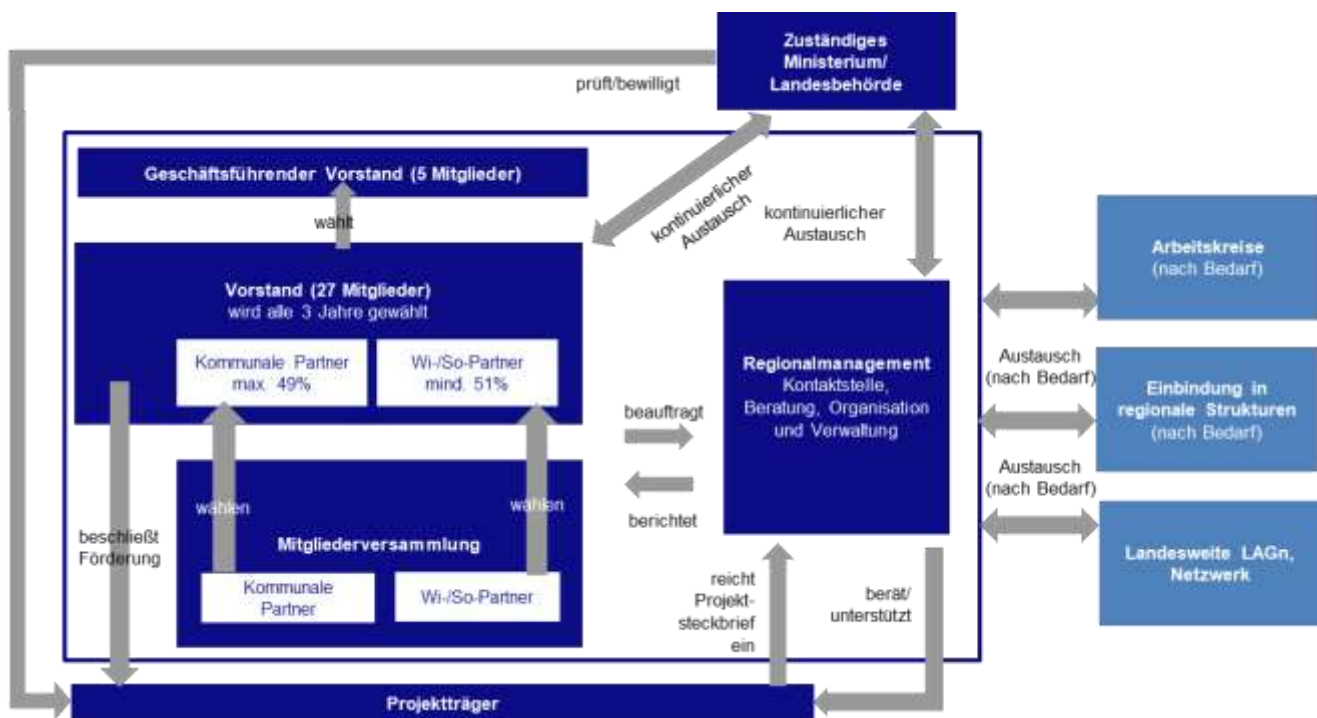 Zuständiges
Ministerium/
Landesbehörde
prüft/bewilligt
Geschäftsführender Vorstand (5 Mitglieder)
wählt
kontinuierlicher
Austausch
kontinuierlicher
Austausch
Vorstand (27 Mitglieder)
wird alle 3 Jahre gewählt
Kommunale Partner
max. 49%
Wi-/So-Partner
mind. 51%
Regionalmanagement
Kontaktstelle,
Beratung, Organisation
und Verwaltung
Arbeitskreise
(nach Bedarf)
Austausch
(nach Bedarf)
Einbindung in
regionale Strukturen
(nach Bedarf)
Austausch
(nach Bedarf)
Landesweite LAGn,
Netzwerk
beauftragt
berichtet
wählen
wählen
Mitgliederversammlung
Kommunale
Partner
Wi-/So-Partner
beschließt
Förderung
reicht
Projekt-
steckbrief
ein
berät/
unterstützt
Projektträger